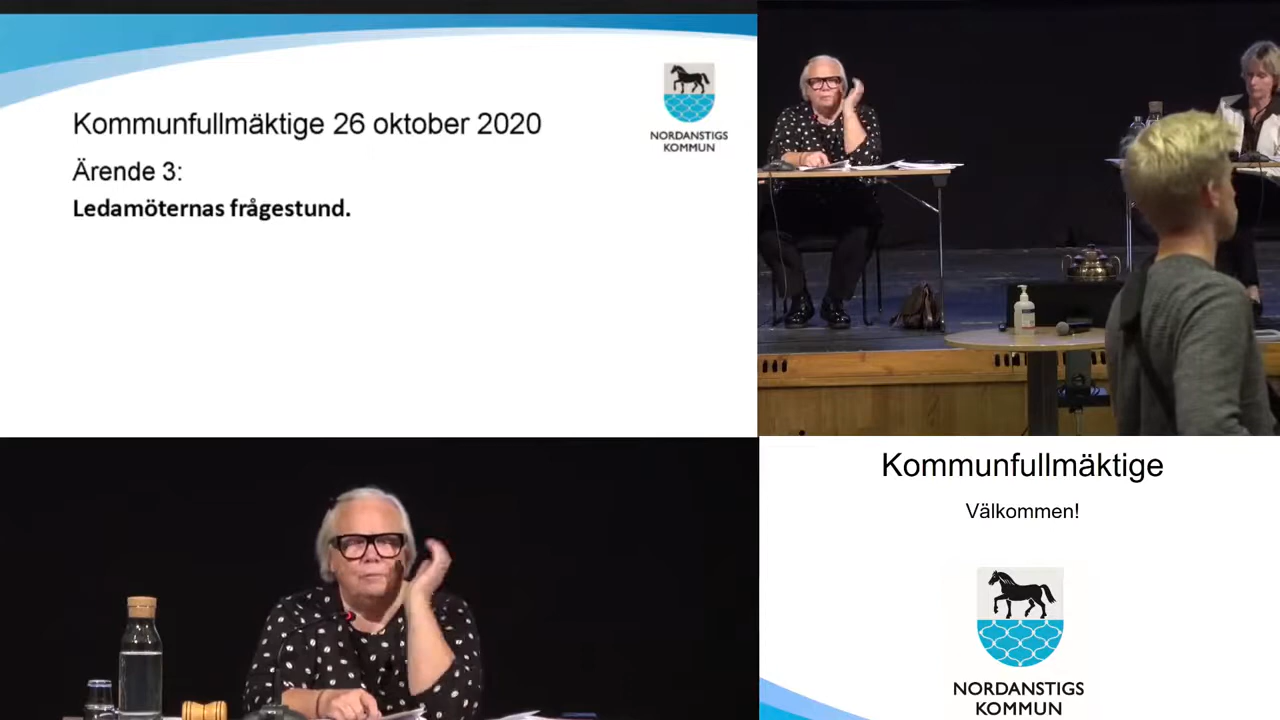 Kommunfullmäktige 26 oktober 2020
Ärende 3:
Ledamöternas frågestund.
NORDANSTIGS
KOMMUN
Kommunfullmäktige
Välkommen!
NORDANSTIGS
KOMMUN